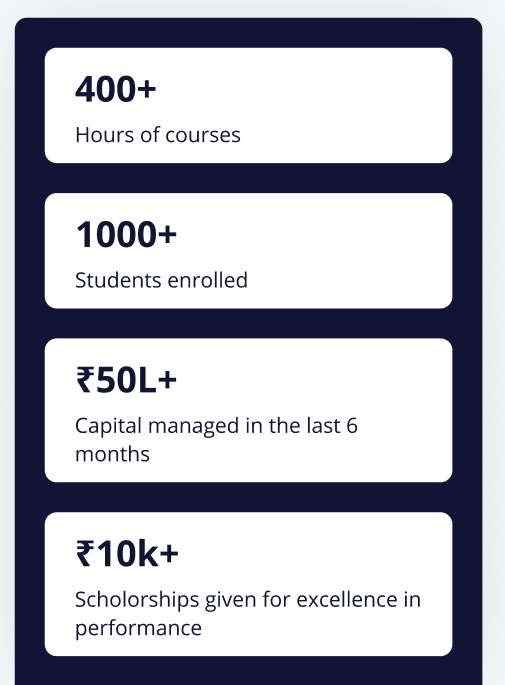 400+
Hours of courses
1000+
Students enrolled
₹50L+
Capital managed in the last 6
months
₹10k+
Scholorships given for excellence in
performance